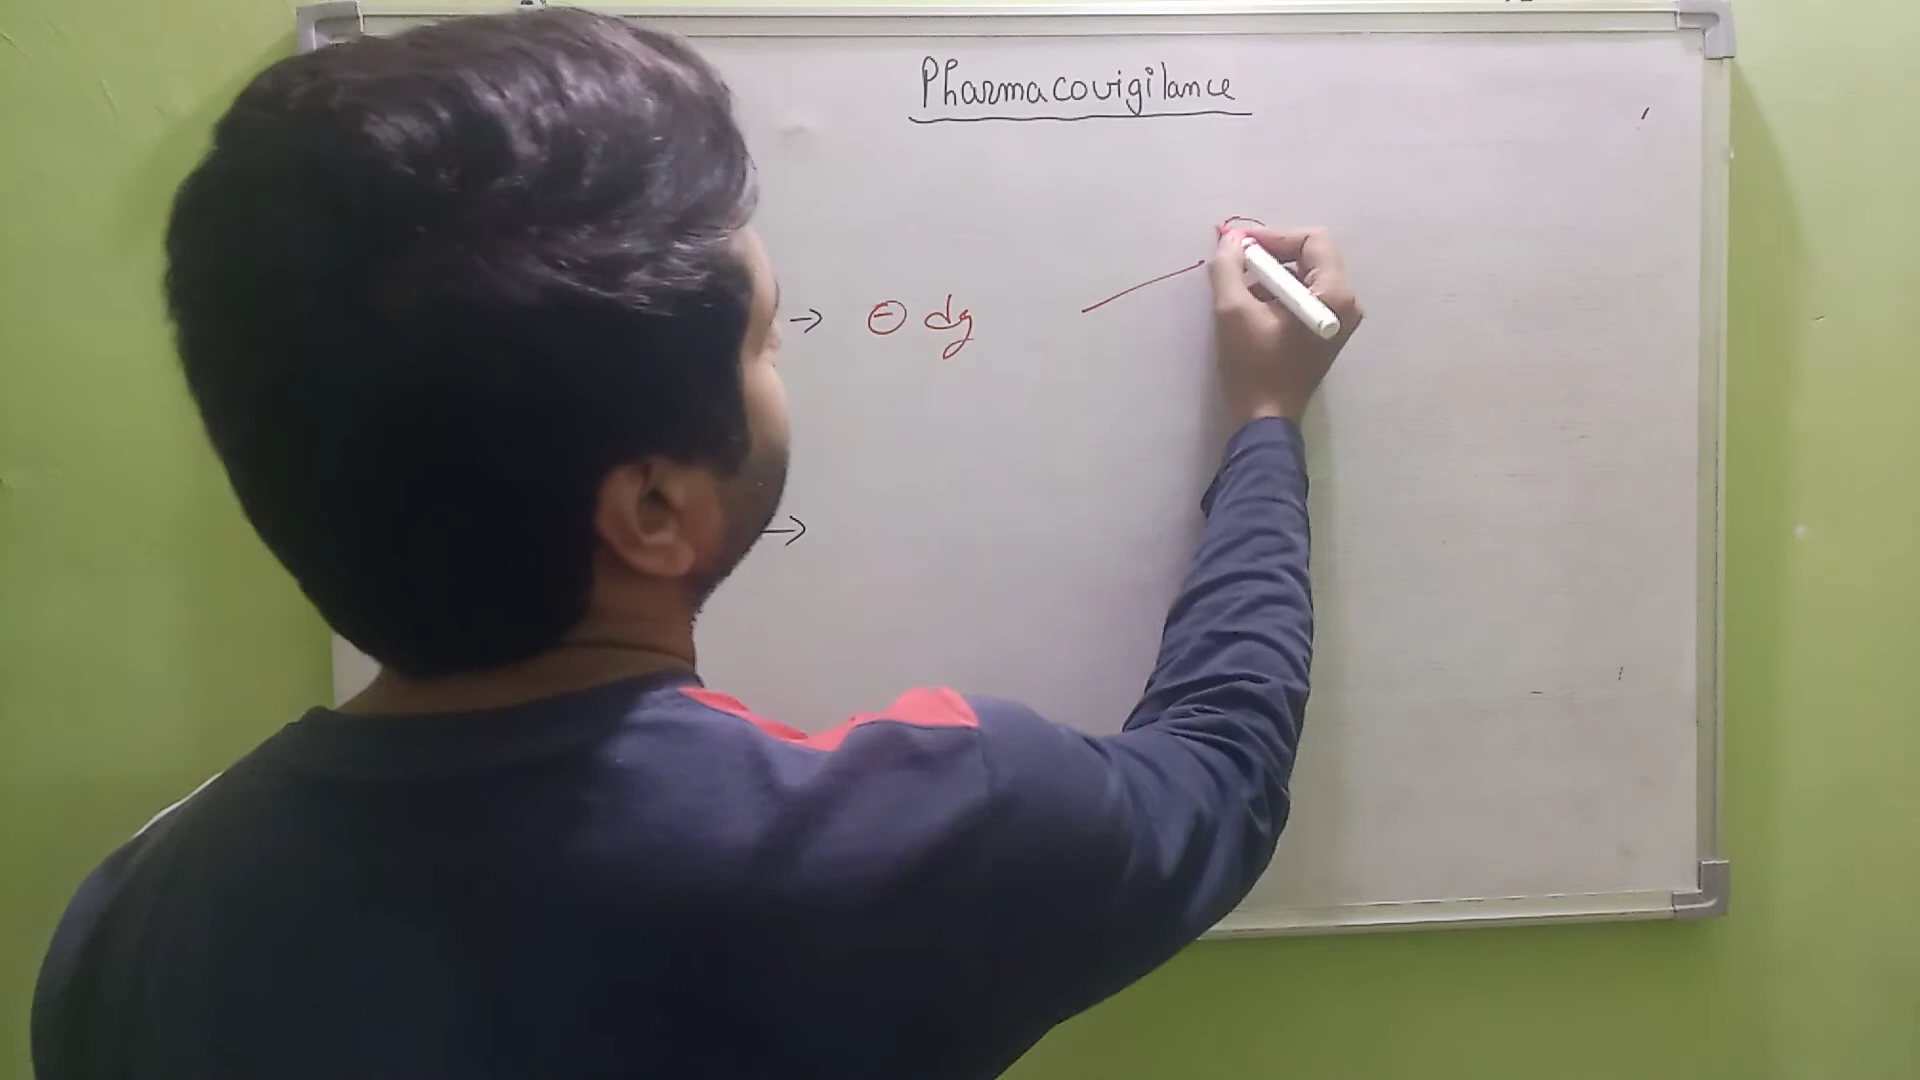 Pharmacovigilance
→ ⊖ dg
→